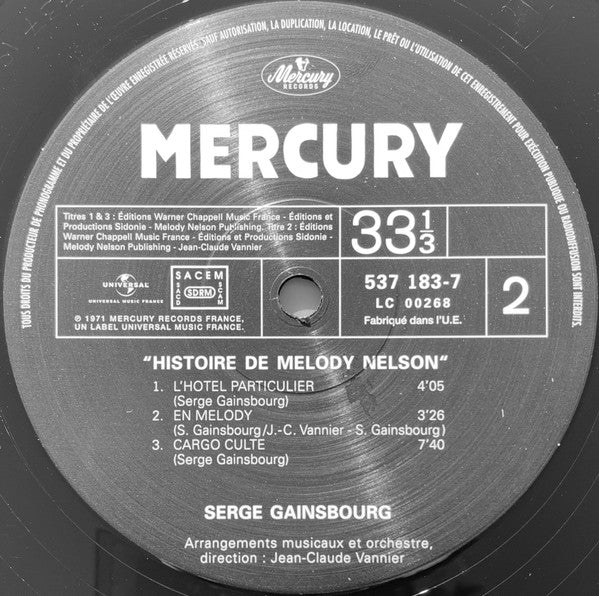 TOUS DROITS DU PRODUCTEUR DE PHONOGRAMME ET DU PROPRIÉTAIRE DE L'ŒUVRE ENREGISTRÉE RÉSERVÉS. SAUF AUTORISATION, LA DUPLICATION, LA LOCATION, LE PRÊT OU L'UTILISATION DE CET ENREGISTREMENT POUR EXÉCUTION PUBLIQUE OU RADIODIFFUSION SONT INTERDITS.
Mercury
RECORDS
MERCURY
Titres 1 & 3 : Éditions Warner Chappell Music France - Éditions et
Productions Sidonie - Melody Nelson Publishing. Titre 2 : Éditions
Warner Chappell Music France - Éditions et Productions Sidonie -
Melody Nelson Publishing - Jean-Claude Vannier
33 1/3
UNIVERSAL
UNIVERSAL MUSIC FRANCE
SACEM
SACD
SDRM
SCAM
537 183-7
LC 00268
Fabriqué dans l'U.E.
2
℗ © 1971 MERCURY RECORDS FRANCE,
UN LABEL UNIVERSAL MUSIC FRANCE.
"HISTOIRE DE MELODY NELSON"
1. L'HOTEL PARTICULIER 4'05
(Serge Gainsbourg)
2. EN MELODY 3'26
(S. Gainsbourg/J.-C. Vannier - S. Gainsbourg)
3. CARGO CULTE 7'40
(Serge Gainsbourg)
SERGE GAINSBOURG
Arrangements musicaux et orchestre,
direction : Jean-Claude Vannier